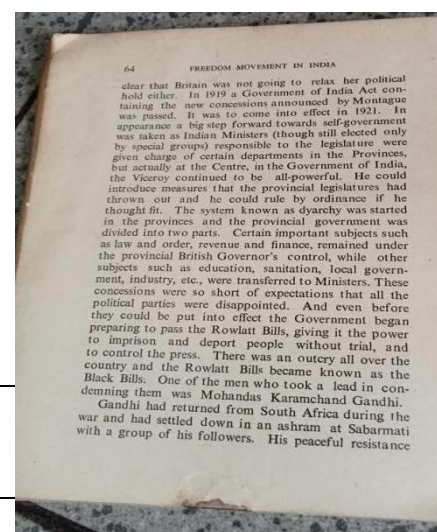 64 FREEDOM MOVEMENT IN INDIA
clear that Britain was not going to relax her political
hold either. In 1919 a Government of India Act con-
taining the new concessions announced by Montague
was passed. It was to come into effect in 1921. In
appearance a big step forward towards self-government
was taken as Indian Ministers (though still elected only
by special groups) responsible to the legislature were
given charge of certain departments in the Provinces,
but actually at the Centre, in the Government of India,
the Viceroy continued to be all-powerful. He could
introduce measures that the provincial legislatures had
thrown out and he could rule by ordinance if he
thought fit. The system known as dyarchy was started
in the provinces and the provincial government was
divided into two parts. Certain important subjects such
as law and order, revenue and finance, remained under
the provincial British Governor's control, while other
subjects such as education, sanitation, local govern-
ment, industry, etc., were transferred to Ministers. These
concessions were so short of expectations that all the
political parties were disappointed. And even before
they could be put into effect the Government began
preparing to pass the Rowlatt Bills, giving it the power
to imprison and deport people without trial, and
to control the press. There was an outcry all over the
country and the Rowlatt Bills became known as the
Black Bills. One of the men who took a lead in con-
demning them was Mohandas Karamchand Gandhi.
Gandhi had returned from South Africa during the
war and had settled down in an ashram at Sabarmati
with a group of his followers. His peaceful resistance